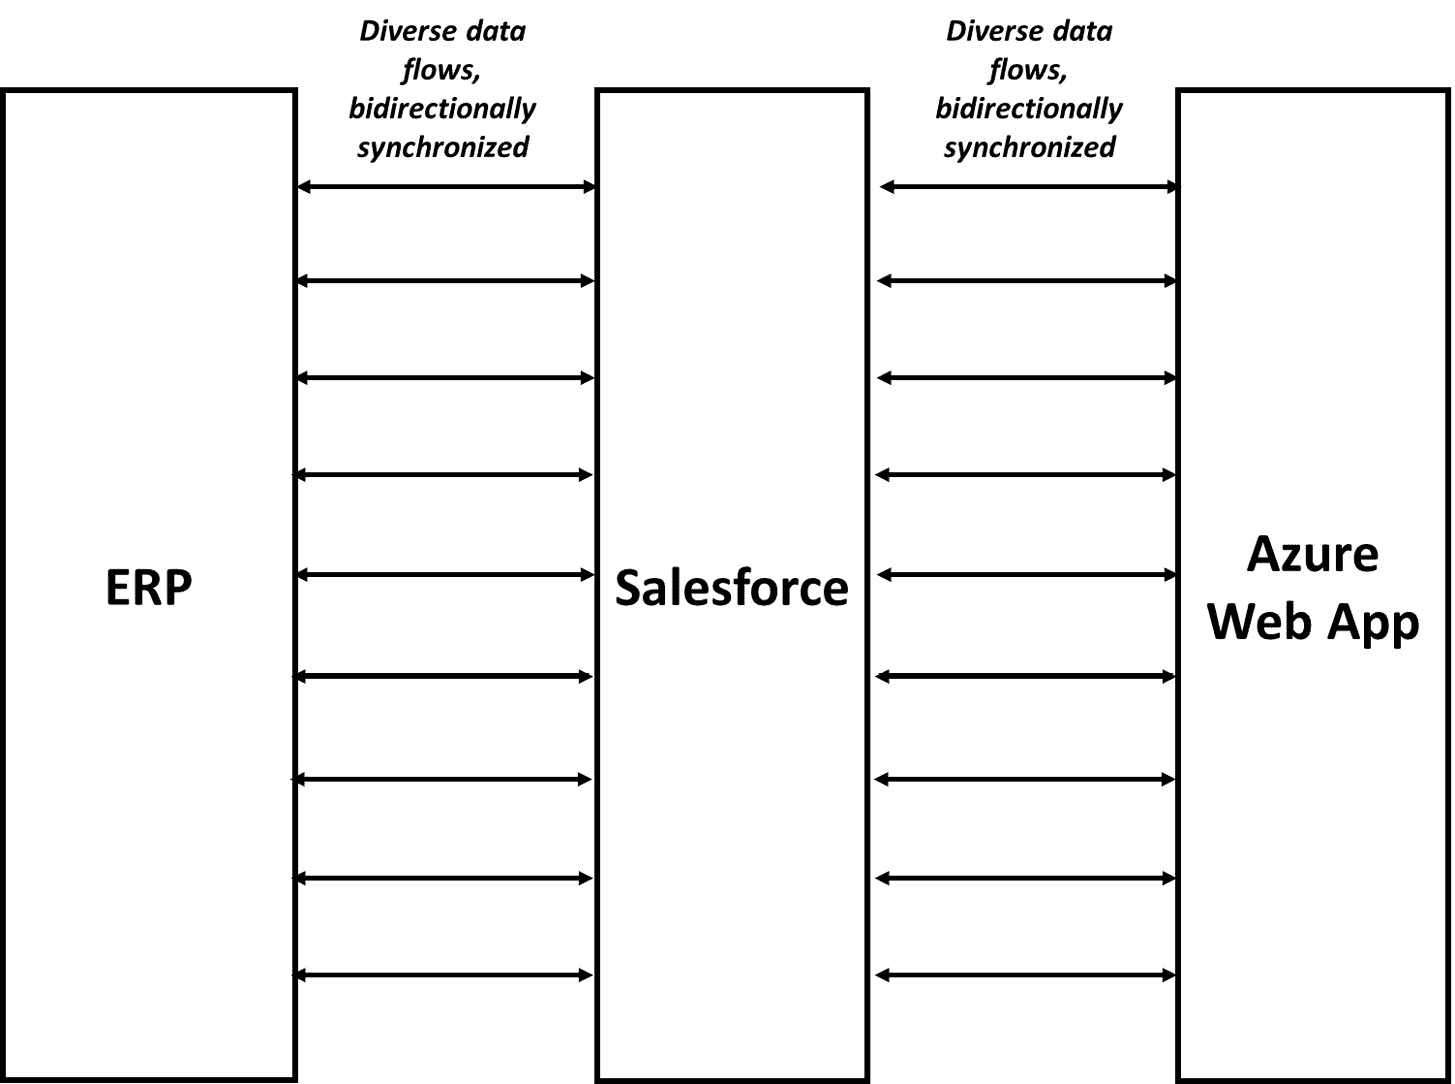 Diverse data
flows,
bidirectionally
synchronized
Diverse data
flows,
bidirectionally
synchronized
ERP
Salesforce
Azure
Web App